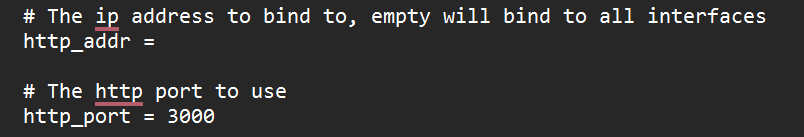 # The ip address to bind to, empty will bind to all interfaces
http_addr =
# The http port to use
http_port = 3000